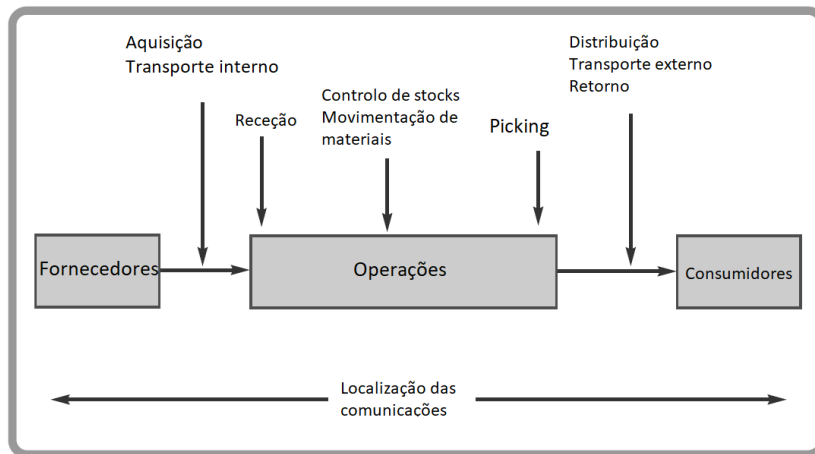 Aquisição
Transporte interno
Receção
Controlo de stocks
Movimentação de
materiais
Picking
Distribuição
Transporte externo
Retorno
Fornecedores
Operações
Consumidores
Localização das
comunicações